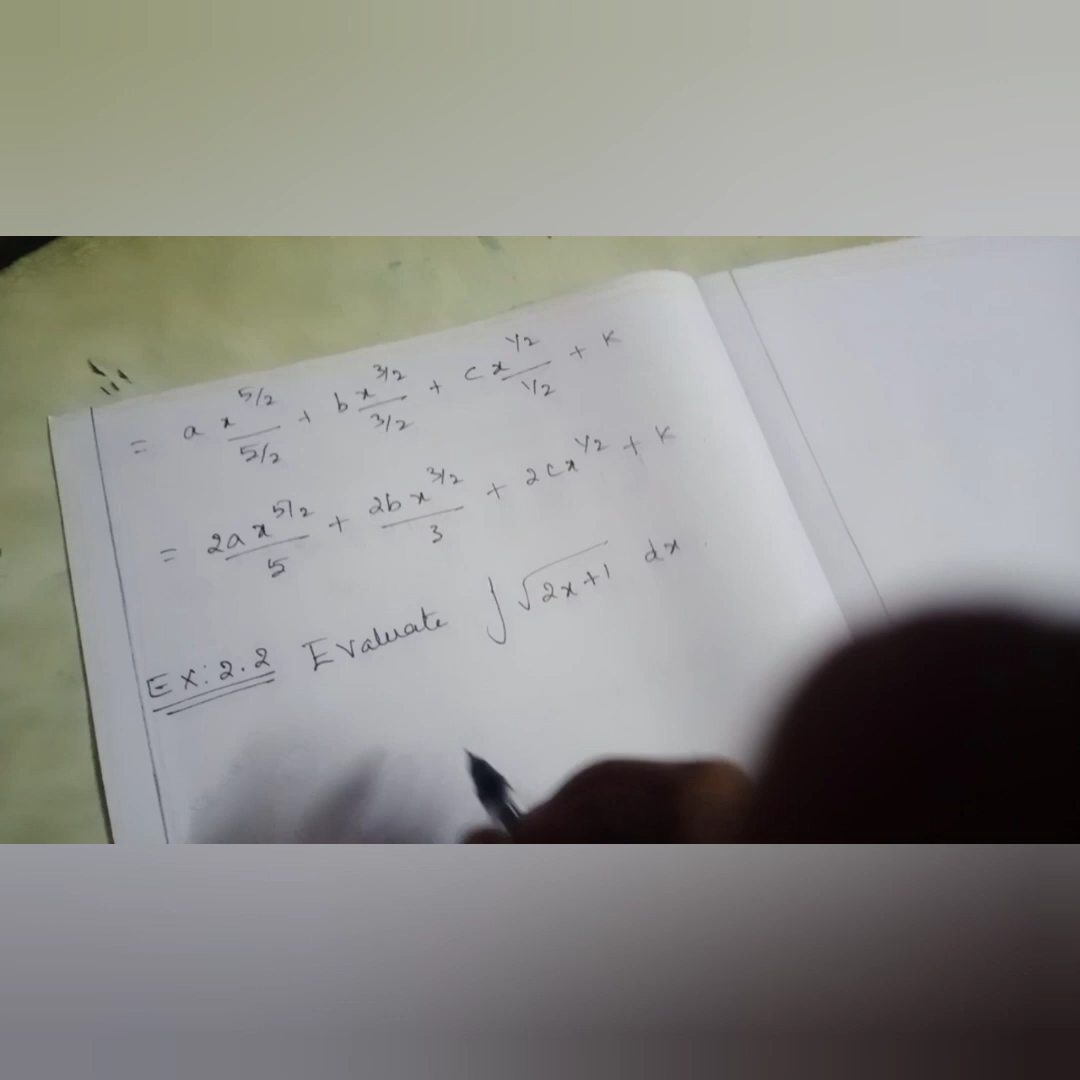 = a x^5/2 / 5/2 + b x^3/2 / 3/2 + c x^1/2 / 1/2 + K
= 2a x^5/2 / 5 + 2b x^3/2 / 3 + 2c x^1/2 + K
Ex: 2.2 Evaluate ∫ √2x+1 dx